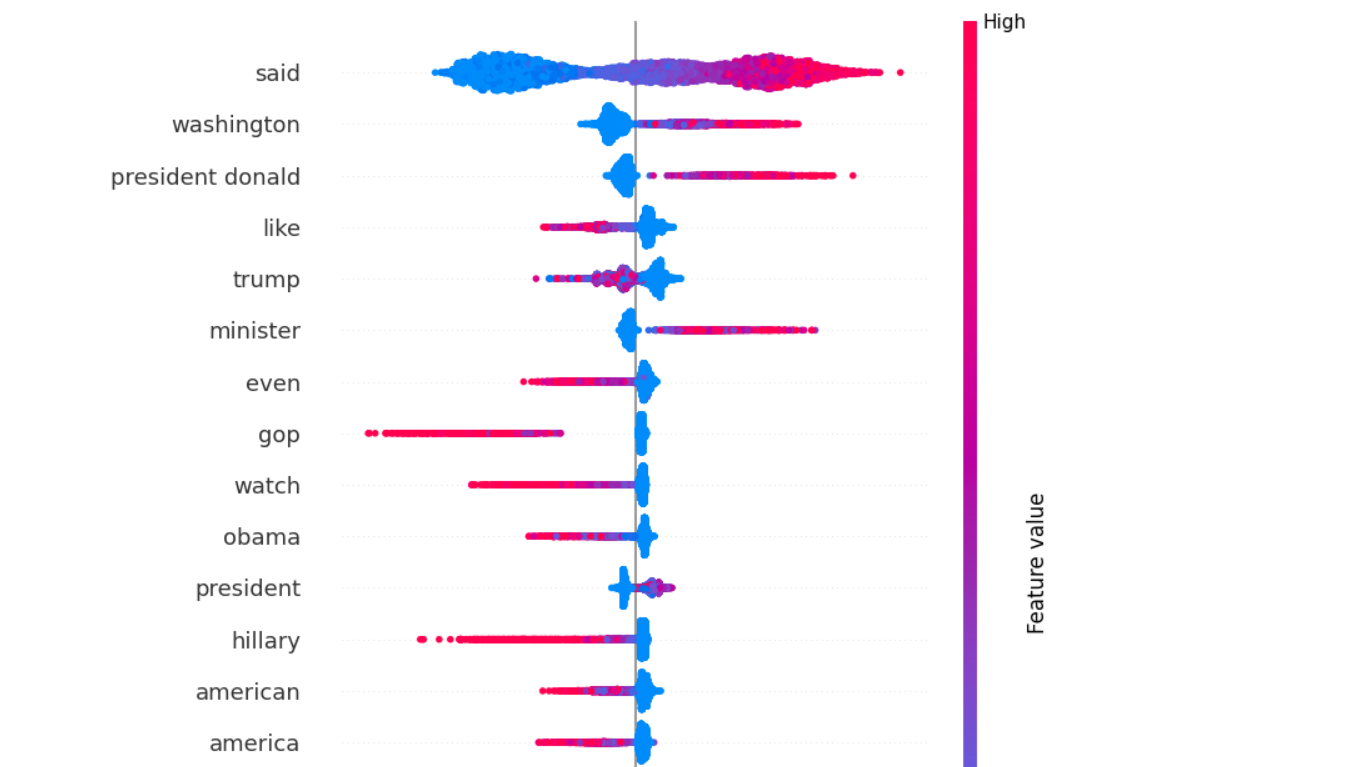 High
said
washington
president donald
like
trump
minister
even
gop
watch
obama
president
hillary
american
america
Feature value